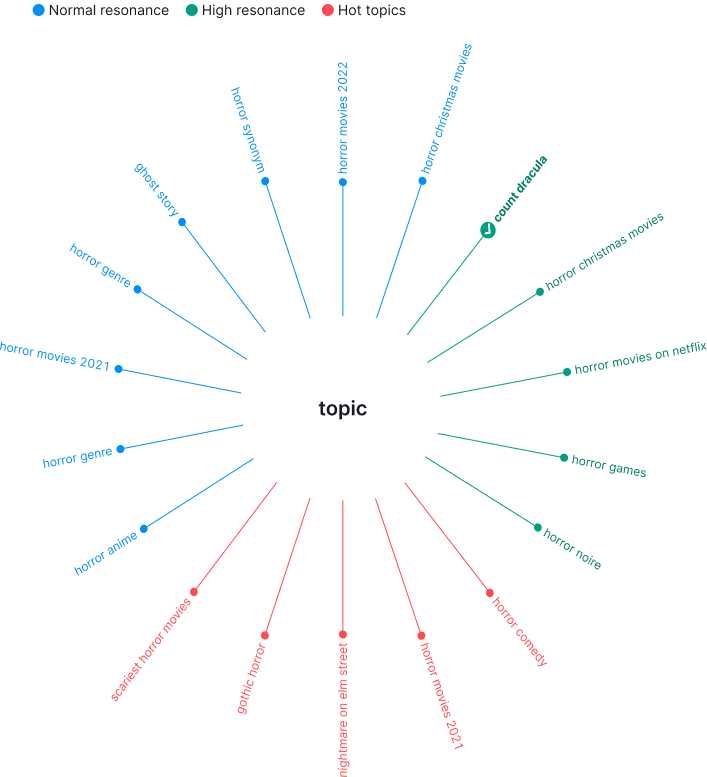 Normal resonance
High resonance
Hot topics
horror movies 2022
horror christmas movies
horror synonym
count dracula
ghost story
horror christmas movies
horror genre
horror movies 2021
horror movies on netflix
topic
horror genre
horror games
horror anime
horror noire
scariest horror movies
horror comedy
gothic horror
nightmare on elm street
horror movies 2021